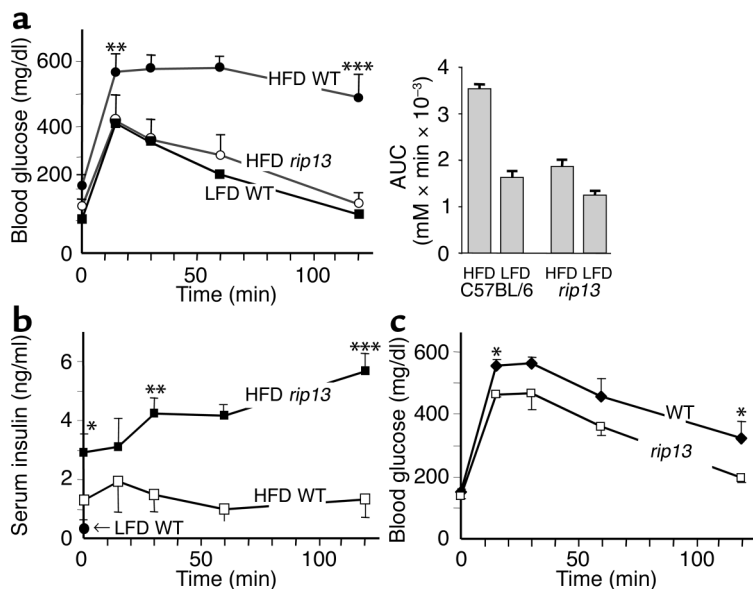 a
Blood glucose (mg/dl)
600
400
200
0
**
***
HFD WT
HFD rip13
LFD WT
0 50 100
Time (min)
AUC
(mM × min × 10⁻³)
4
3
2
1
0
HFD LFD HFD LFD
C57BL/6 rip13
b
Serum insulin (ng/ml)
6
4
2
0
*
**
***
HFD rip13
HFD WT
← LFD WT
0 50 100
Time (min)
c
Blood glucose (mg/dl)
600
400
200
0
*
*
WT
rip13
0 50 100
Time (min)